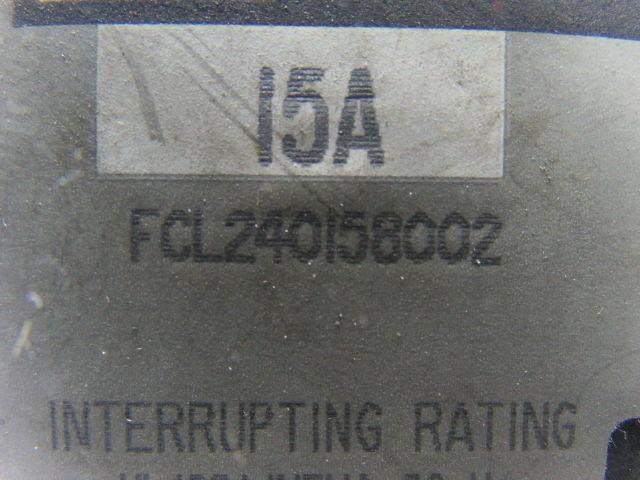 15A
FCL240158002
INTERRUPTING RATING